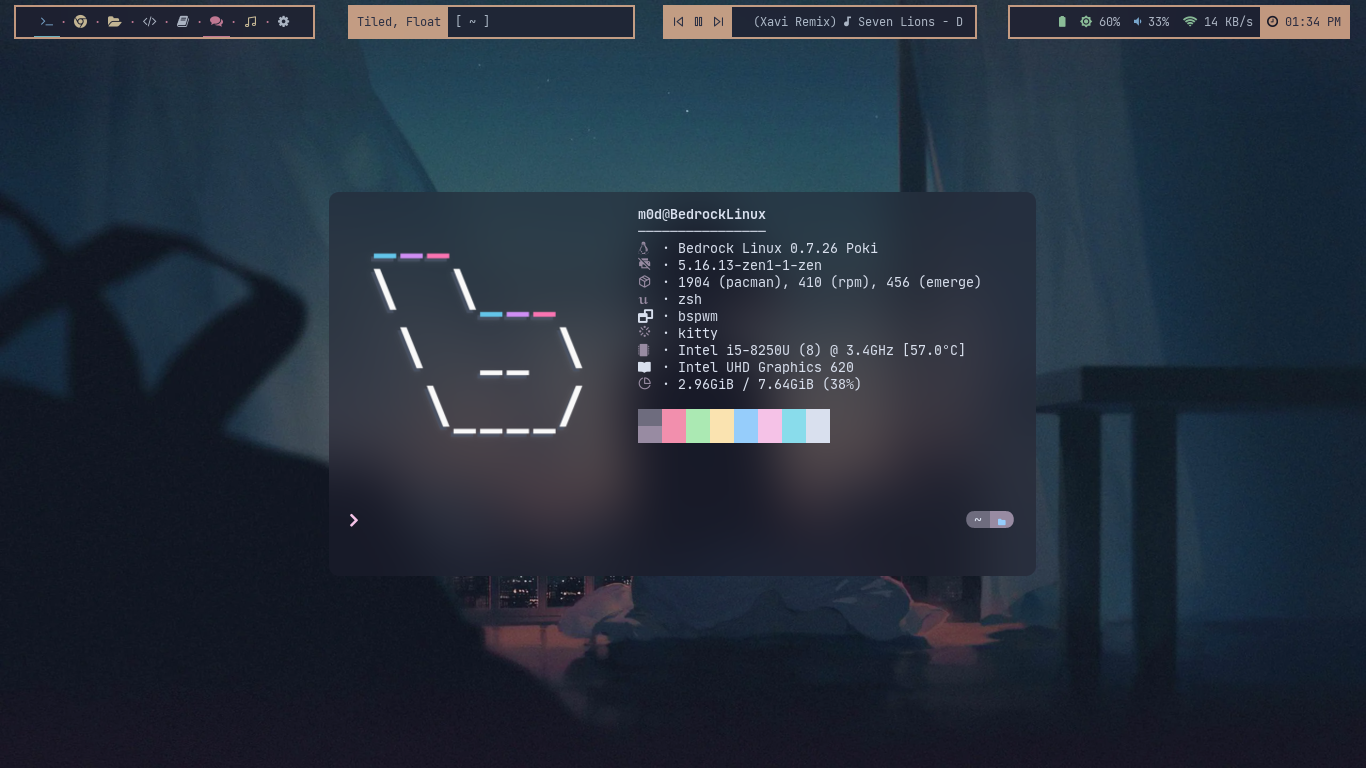 Tiled, Float [ ~ ]
(Xavi Remix) Seven Lions - D
60% 33% 14 KB/s 01:34 PM
m0d@BedrockLinux
· Bedrock Linux 0.7.26 Poki
· 5.16.13-zen1-1-zen
· 1904 (pacman), 410 (rpm), 456 (emerge)
u · zsh
· bspwm
· kitty
· Intel i5-8250U (8) @ 3.4GHz [57.0°C]
· Intel UHD Graphics 620
· 2.96GiB / 7.64GiB (38%)
~